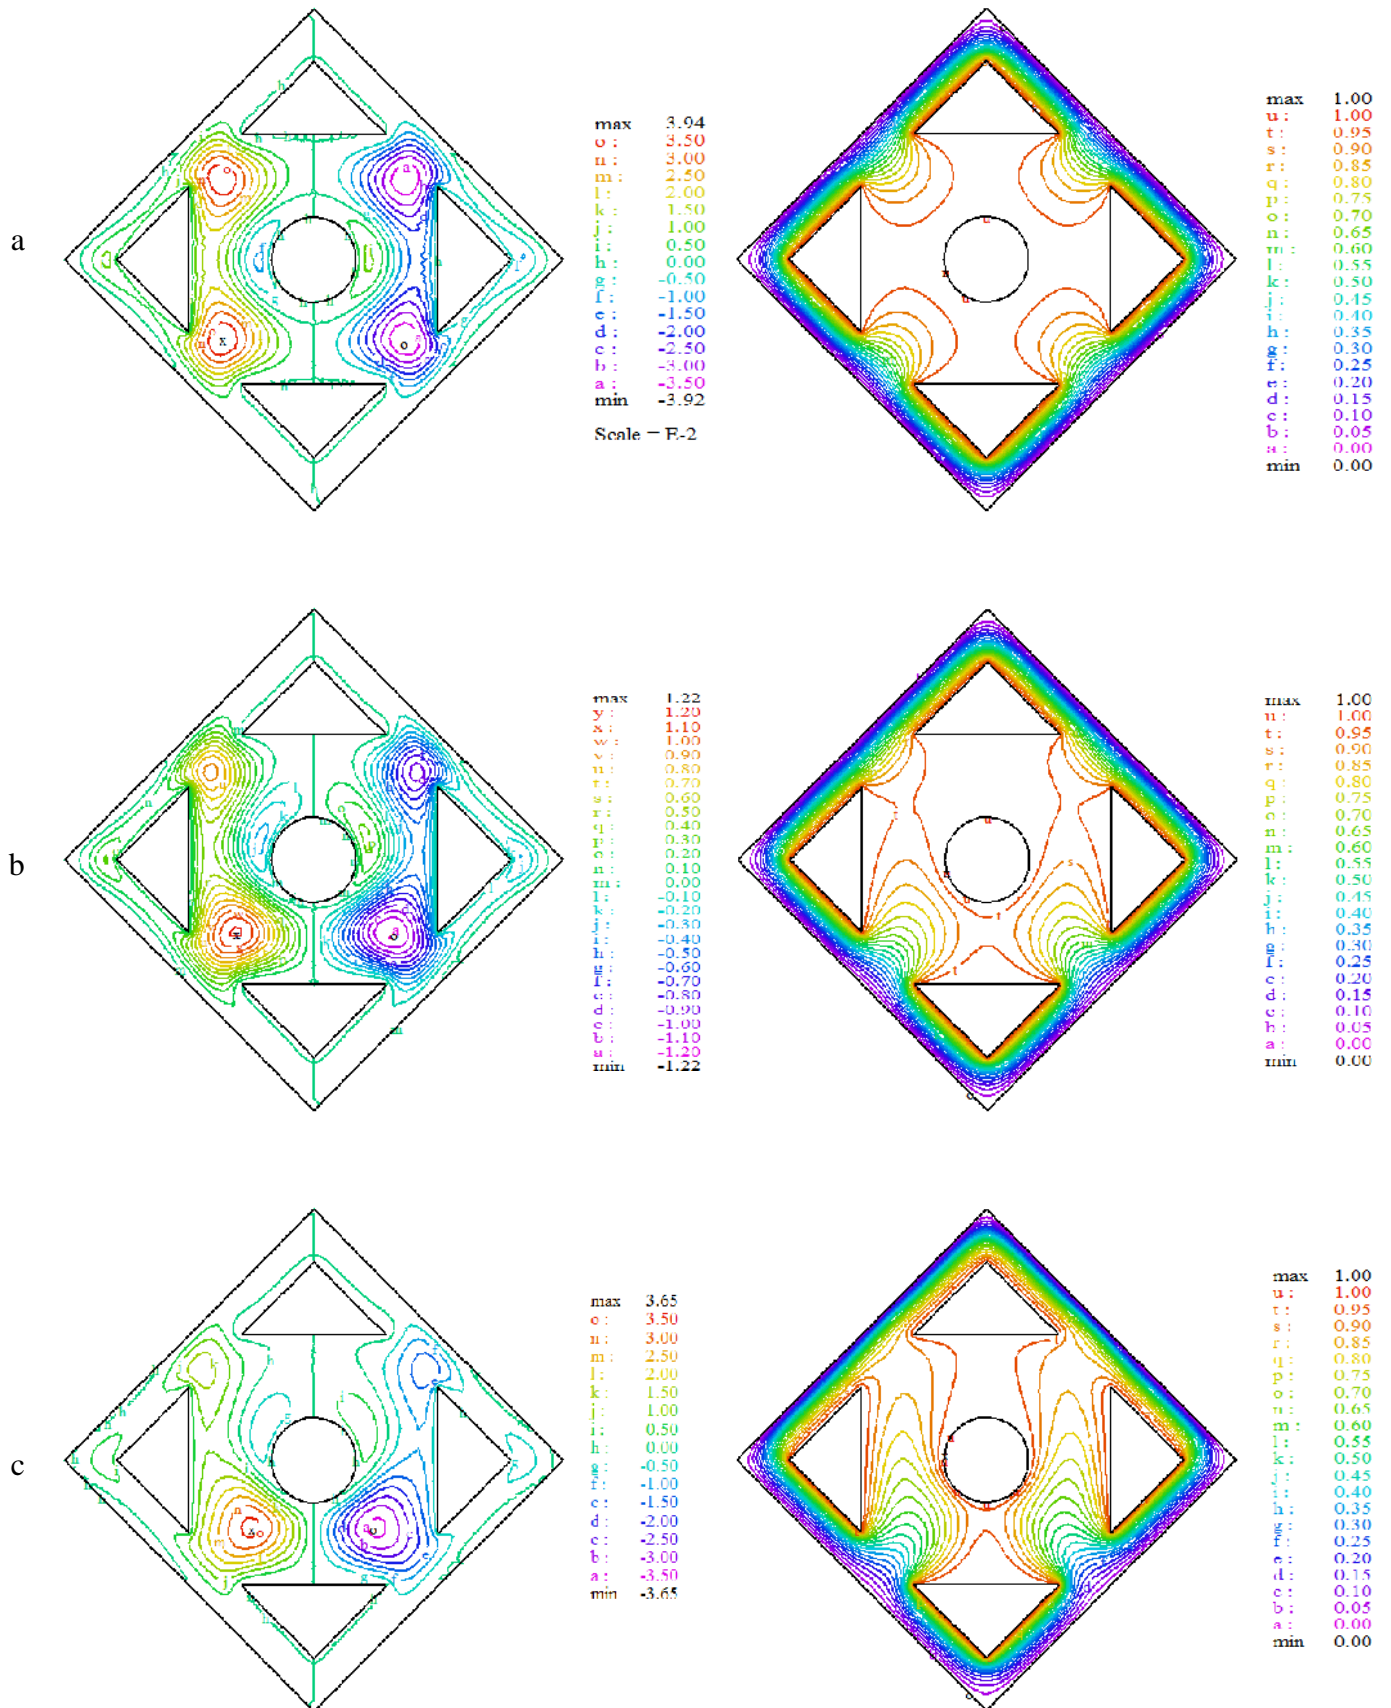 a
max 3.94
o : 3.50
n : 3.00
m : 2.50
l : 2.00
k : 1.50
j : 1.00
i : 0.50
h : 0.00
g : -0.50
f : -1.00
e : -1.50
d : -2.00
c : -2.50
b : -3.00
a : -3.50
min -3.92
Scale = E-2
max 1.00
u : 1.00
t : 0.95
s : 0.90
r : 0.85
q : 0.80
p : 0.75
o : 0.70
n : 0.65
m : 0.60
l : 0.55
k : 0.50
j : 0.45
i : 0.40
h : 0.35
g : 0.30
f : 0.25
e : 0.20
d : 0.15
c : 0.10
b : 0.05
a : 0.00
min 0.00
b
max 1.22
y : 1.20
x : 1.10
w : 1.00
v : 0.90
u : 0.80
t : 0.70
s : 0.60
r : 0.50
q : 0.40
p : 0.30
o : 0.20
n : 0.10
m : 0.00
l : -0.10
k : -0.20
j : -0.30
i : -0.40
h : -0.50
g : -0.60
f : -0.70
e : -0.80
d : -0.90
c : -1.00
b : -1.10
a : -1.20
min -1.22
max 1.00
u : 1.00
t : 0.95
s : 0.90
r : 0.85
q : 0.80
p : 0.75
o : 0.70
n : 0.65
m : 0.60
l : 0.55
k : 0.50
j : 0.45
i : 0.40
h : 0.35
g : 0.30
f : 0.25
e : 0.20
d : 0.15
c : 0.10
b : 0.05
a : 0.00
min 0.00
c
max 3.65
o : 3.50
n : 3.00
m : 2.50
l : 2.00
k : 1.50
j : 1.00
i : 0.50
h : 0.00
g : -0.50
f : -1.00
e : -1.50
d : -2.00
c : -2.50
b : -3.00
a : -3.50
min -3.65
max 1.00
u : 1.00
t : 0.95
s : 0.90
r : 0.85
q : 0.80
p : 0.75
o : 0.70
n : 0.65
m : 0.60
l : 0.55
k : 0.50
j : 0.45
i : 0.40
h : 0.35
g : 0.30
f : 0.25
e : 0.20
d : 0.15
c : 0.10
b : 0.05
a : 0.00
min 0.00